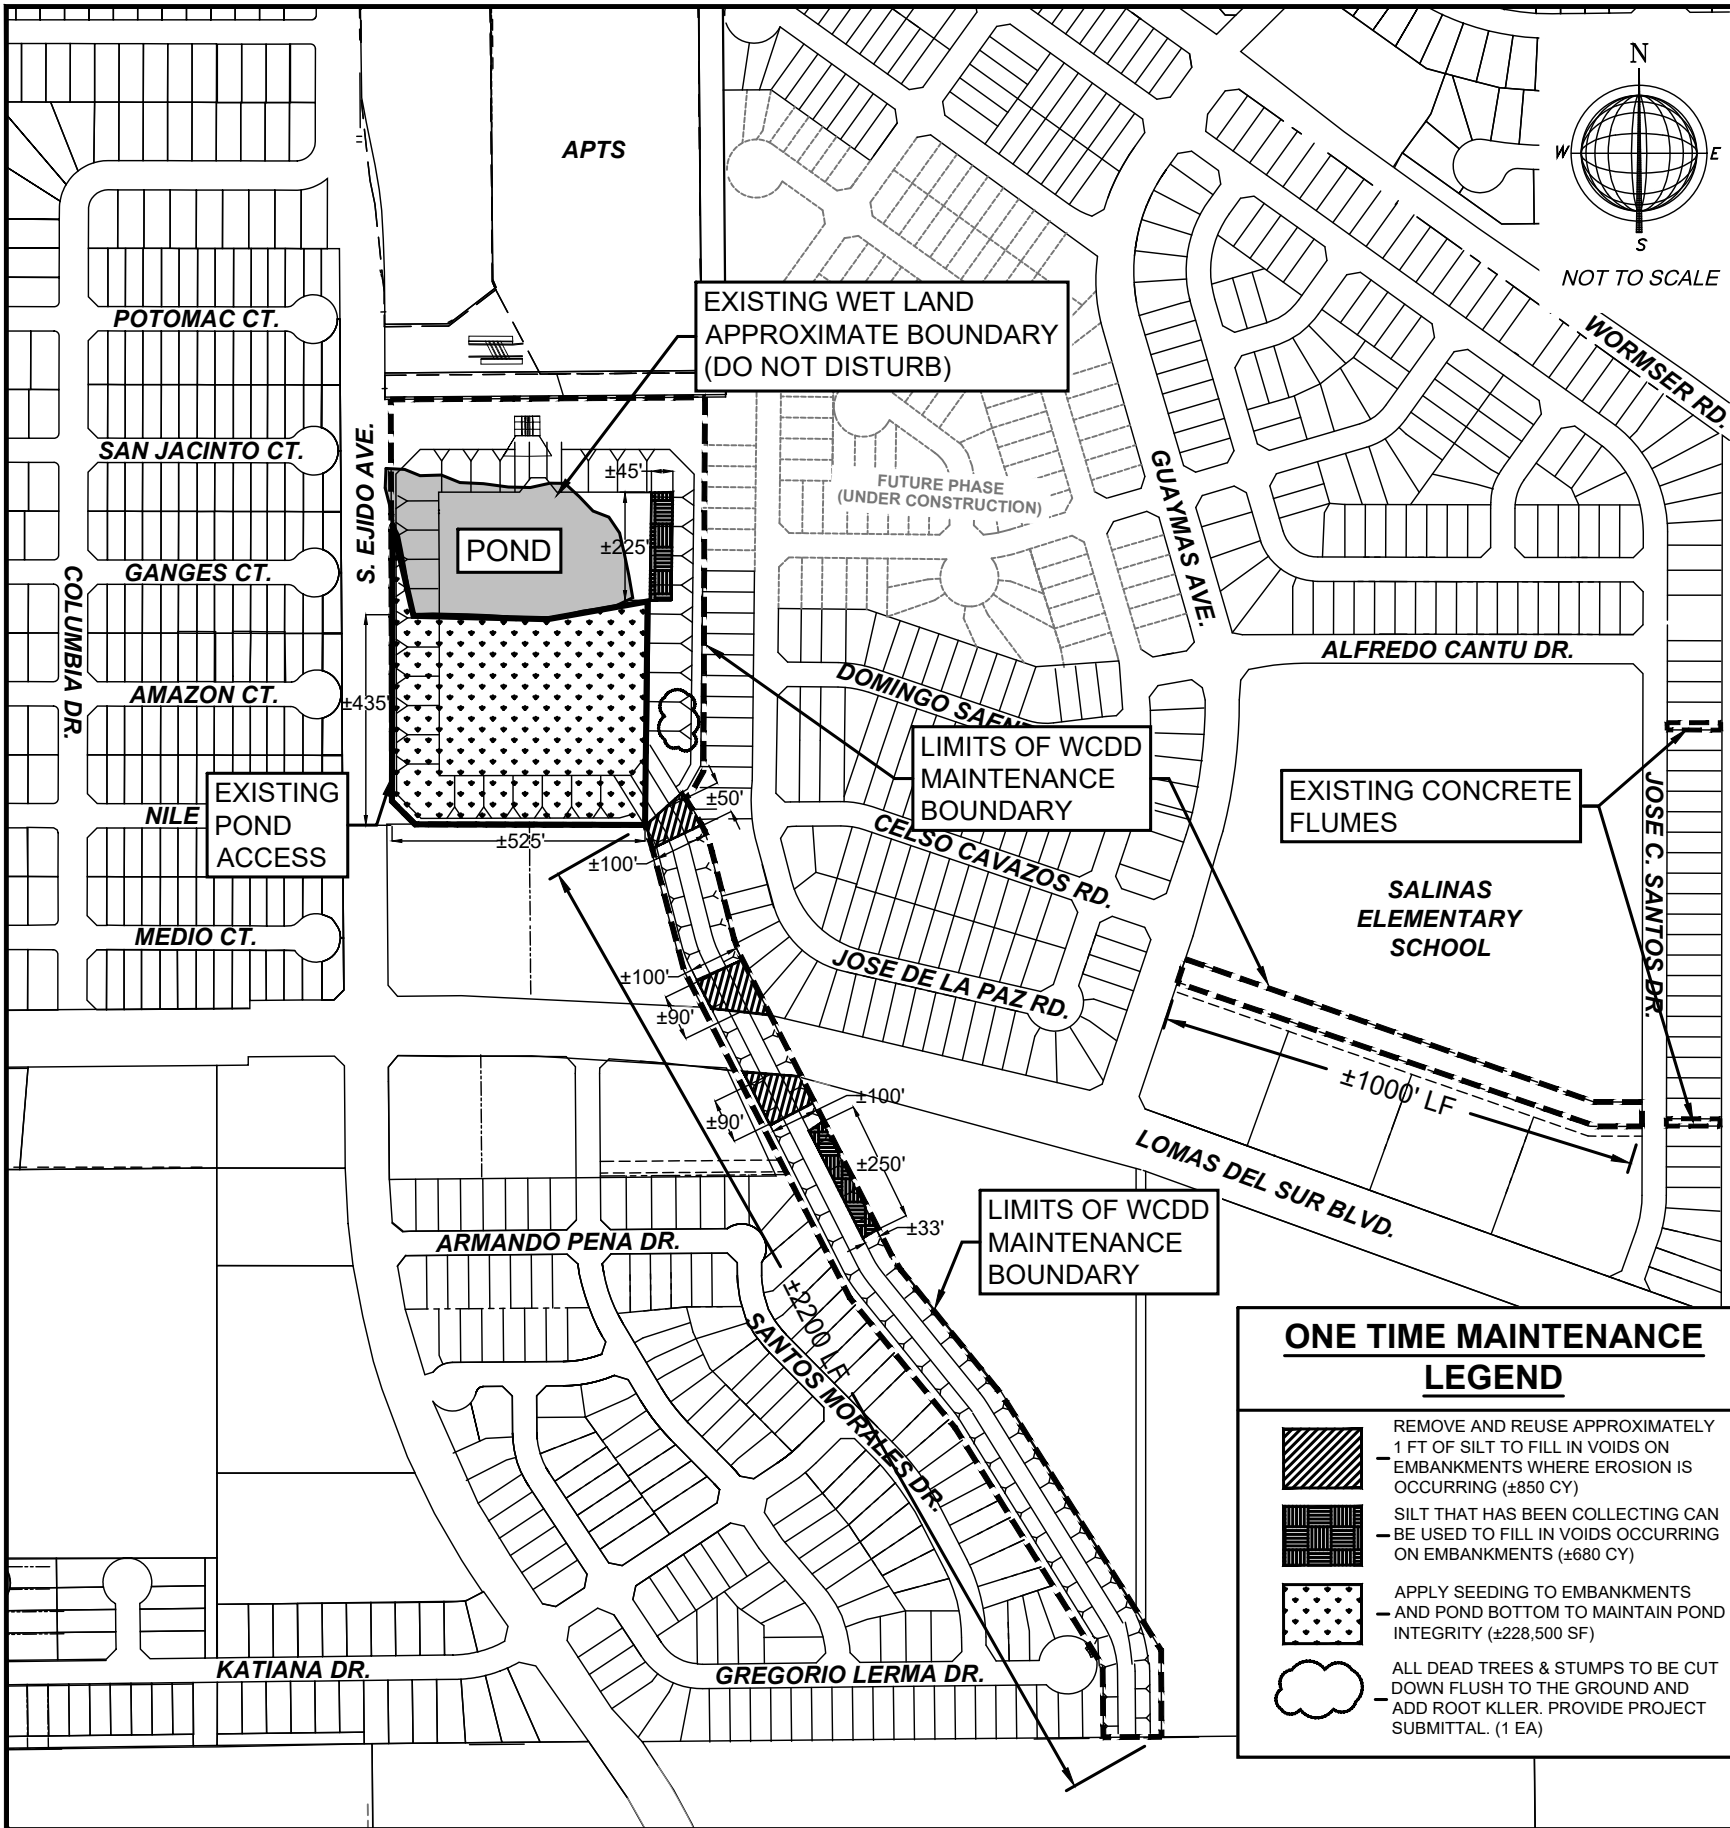 N
W
E
S
NOT TO SCALE
APTS
EXISTING WET LAND
APPROXIMATE BOUNDARY
(DO NOT DISTURB)
POTOMAC CT.
SAN JACINTO CT.
GANGES CT.
AMAZON CT.
NILE
MEDIO CT.
COLUMBIA DR.
S. EJIDO AVE.
WORMSER RD.
GUAYMAS AVE.
FUTURE PHASE
(UNDER CONSTRUCTION)
POND
±45'
±225'
±435'
±525'
±50'
±100'
ALFREDO CANTU DR.
DOMINGO SAEN
LIMITS OF WCDD
MAINTENANCE
BOUNDARY
EXISTING
POND
ACCESS
EXISTING CONCRETE
FLUMES
CELSO CAVAZOS RD.
JOSE DE LA PAZ RD.
SALINAS
ELEMENTARY
SCHOOL
JOSE C. SANTOS DR.
±100'
±90'
±90'
±100'
±250'
±33'
±1000' LF
LOMAS DEL SUR BLVD.
LIMITS OF WCDD
MAINTENANCE
BOUNDARY
ARMANDO PENA DR.
±2200 LF
SANTOS MORALES DR.
KATIANA DR.
GREGORIO LERMA DR.
ONE TIME MAINTENANCE
LEGEND
REMOVE AND REUSE APPROXIMATELY
1 FT OF SILT TO FILL IN VOIDS ON
EMBANKMENTS WHERE EROSION IS
OCCURRING (±850 CY)
SILT THAT HAS BEEN COLLECTING CAN
BE USED TO FILL IN VOIDS OCCURRING
ON EMBANKMENTS (±680 CY)
APPLY SEEDING TO EMBANKMENTS
AND POND BOTTOM TO MAINTAIN POND
INTEGRITY (±228,500 SF)
ALL DEAD TREES & STUMPS TO BE CUT
DOWN FLUSH TO THE GROUND AND
ADD ROOT KLLER. PROVIDE PROJECT
SUBMITTAL. (1 EA)